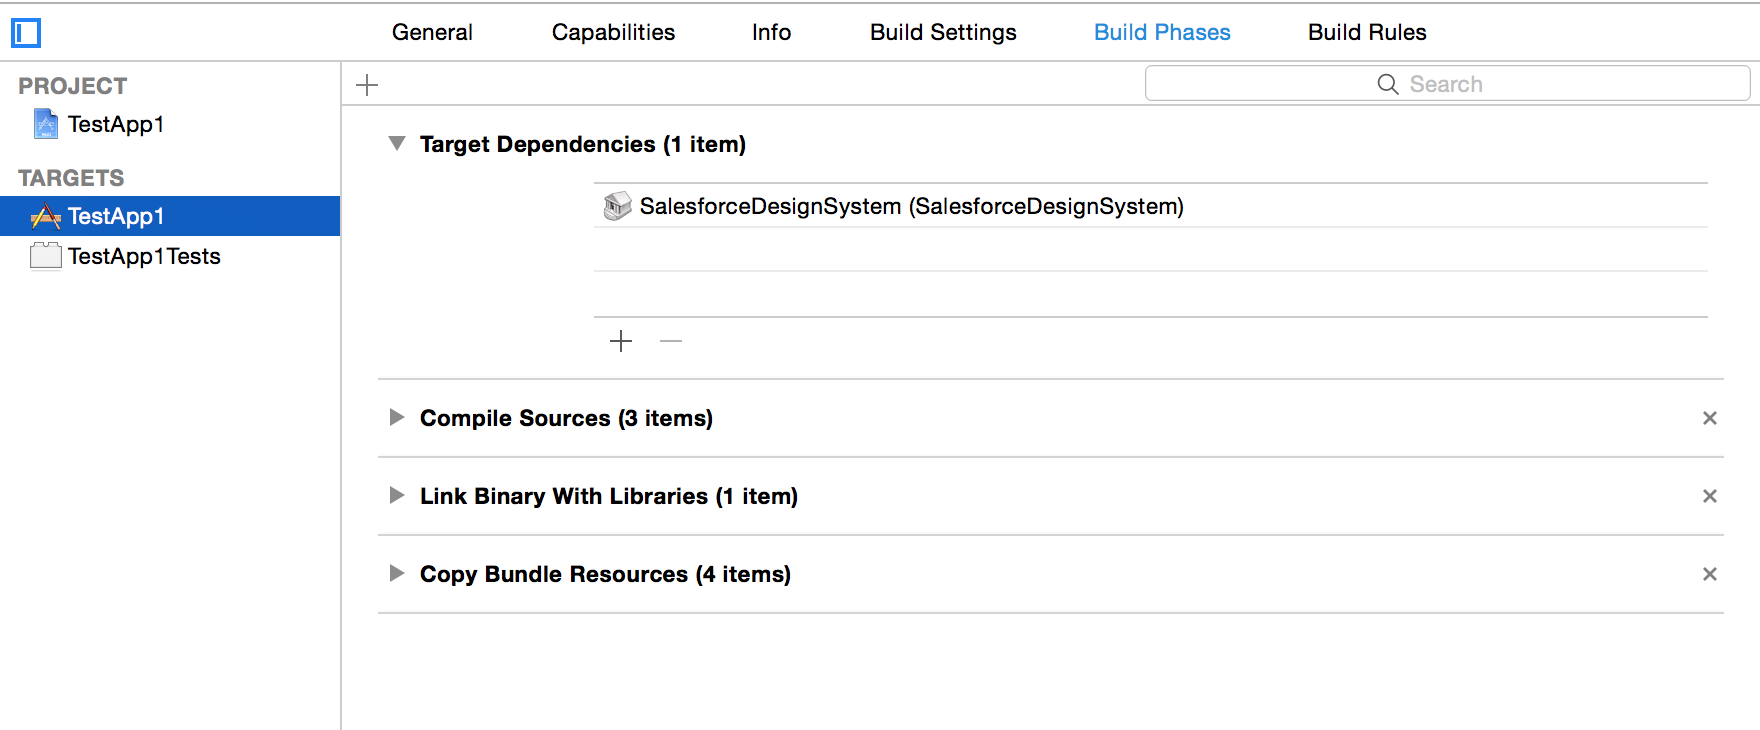 General Capabilities Info Build Settings Build Phases Build Rules
PROJECT
TestApp1
TARGETS
TestApp1
TestApp1Tests
Search
Target Dependencies (1 item)
SalesforceDesignSystem (SalesforceDesignSystem)
Compile Sources (3 items)
Link Binary With Libraries (1 item)
Copy Bundle Resources (4 items)